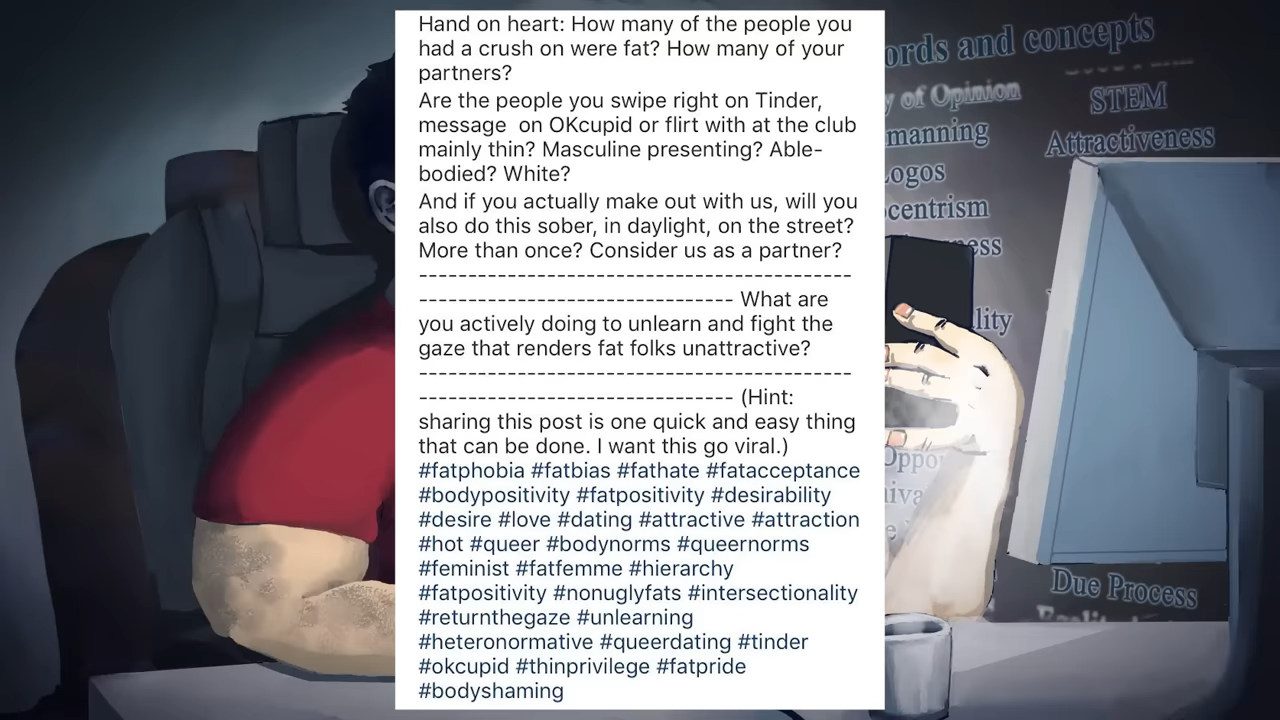 Hand on heart: How many of the people you
had a crush on were fat? How many of your
partners?
Are the people you swipe right on Tinder,
message  on OKcupid or flirt with at the club
mainly thin? Masculine presenting? Able-
bodied? White?
And if you actually make out with us, will you
also do this sober, in daylight, on the street?
More than once? Consider us as a partner?
--------------------------------------------
-------------------------------- What are
you actively doing to unlearn and fight the
gaze that renders fat folks unattractive?
--------------------------------------------
-------------------------------- (Hint:
sharing this post is one quick and easy thing
that can be done. I want this go viral.)
#fatphobia #fatbias #fathate #fatacceptance
#bodypositivity #fatpositivity #desirability
#desire #love #dating #attractive #attraction
#hot #queer #bodynorms #queernorms
#feminist #fatfemme #hierarchy
#fatpositivity #nonuglyfats #intersectionality
#returnthegaze #unlearning
#heteronormative #queerdating #tinder
#okcupid #thinprivilege #fatpride
#bodyshaming
ords and concepts
y of Opinion
manning
Logos
centrism
ness
lity
STEM
Attractiveness
Due Process